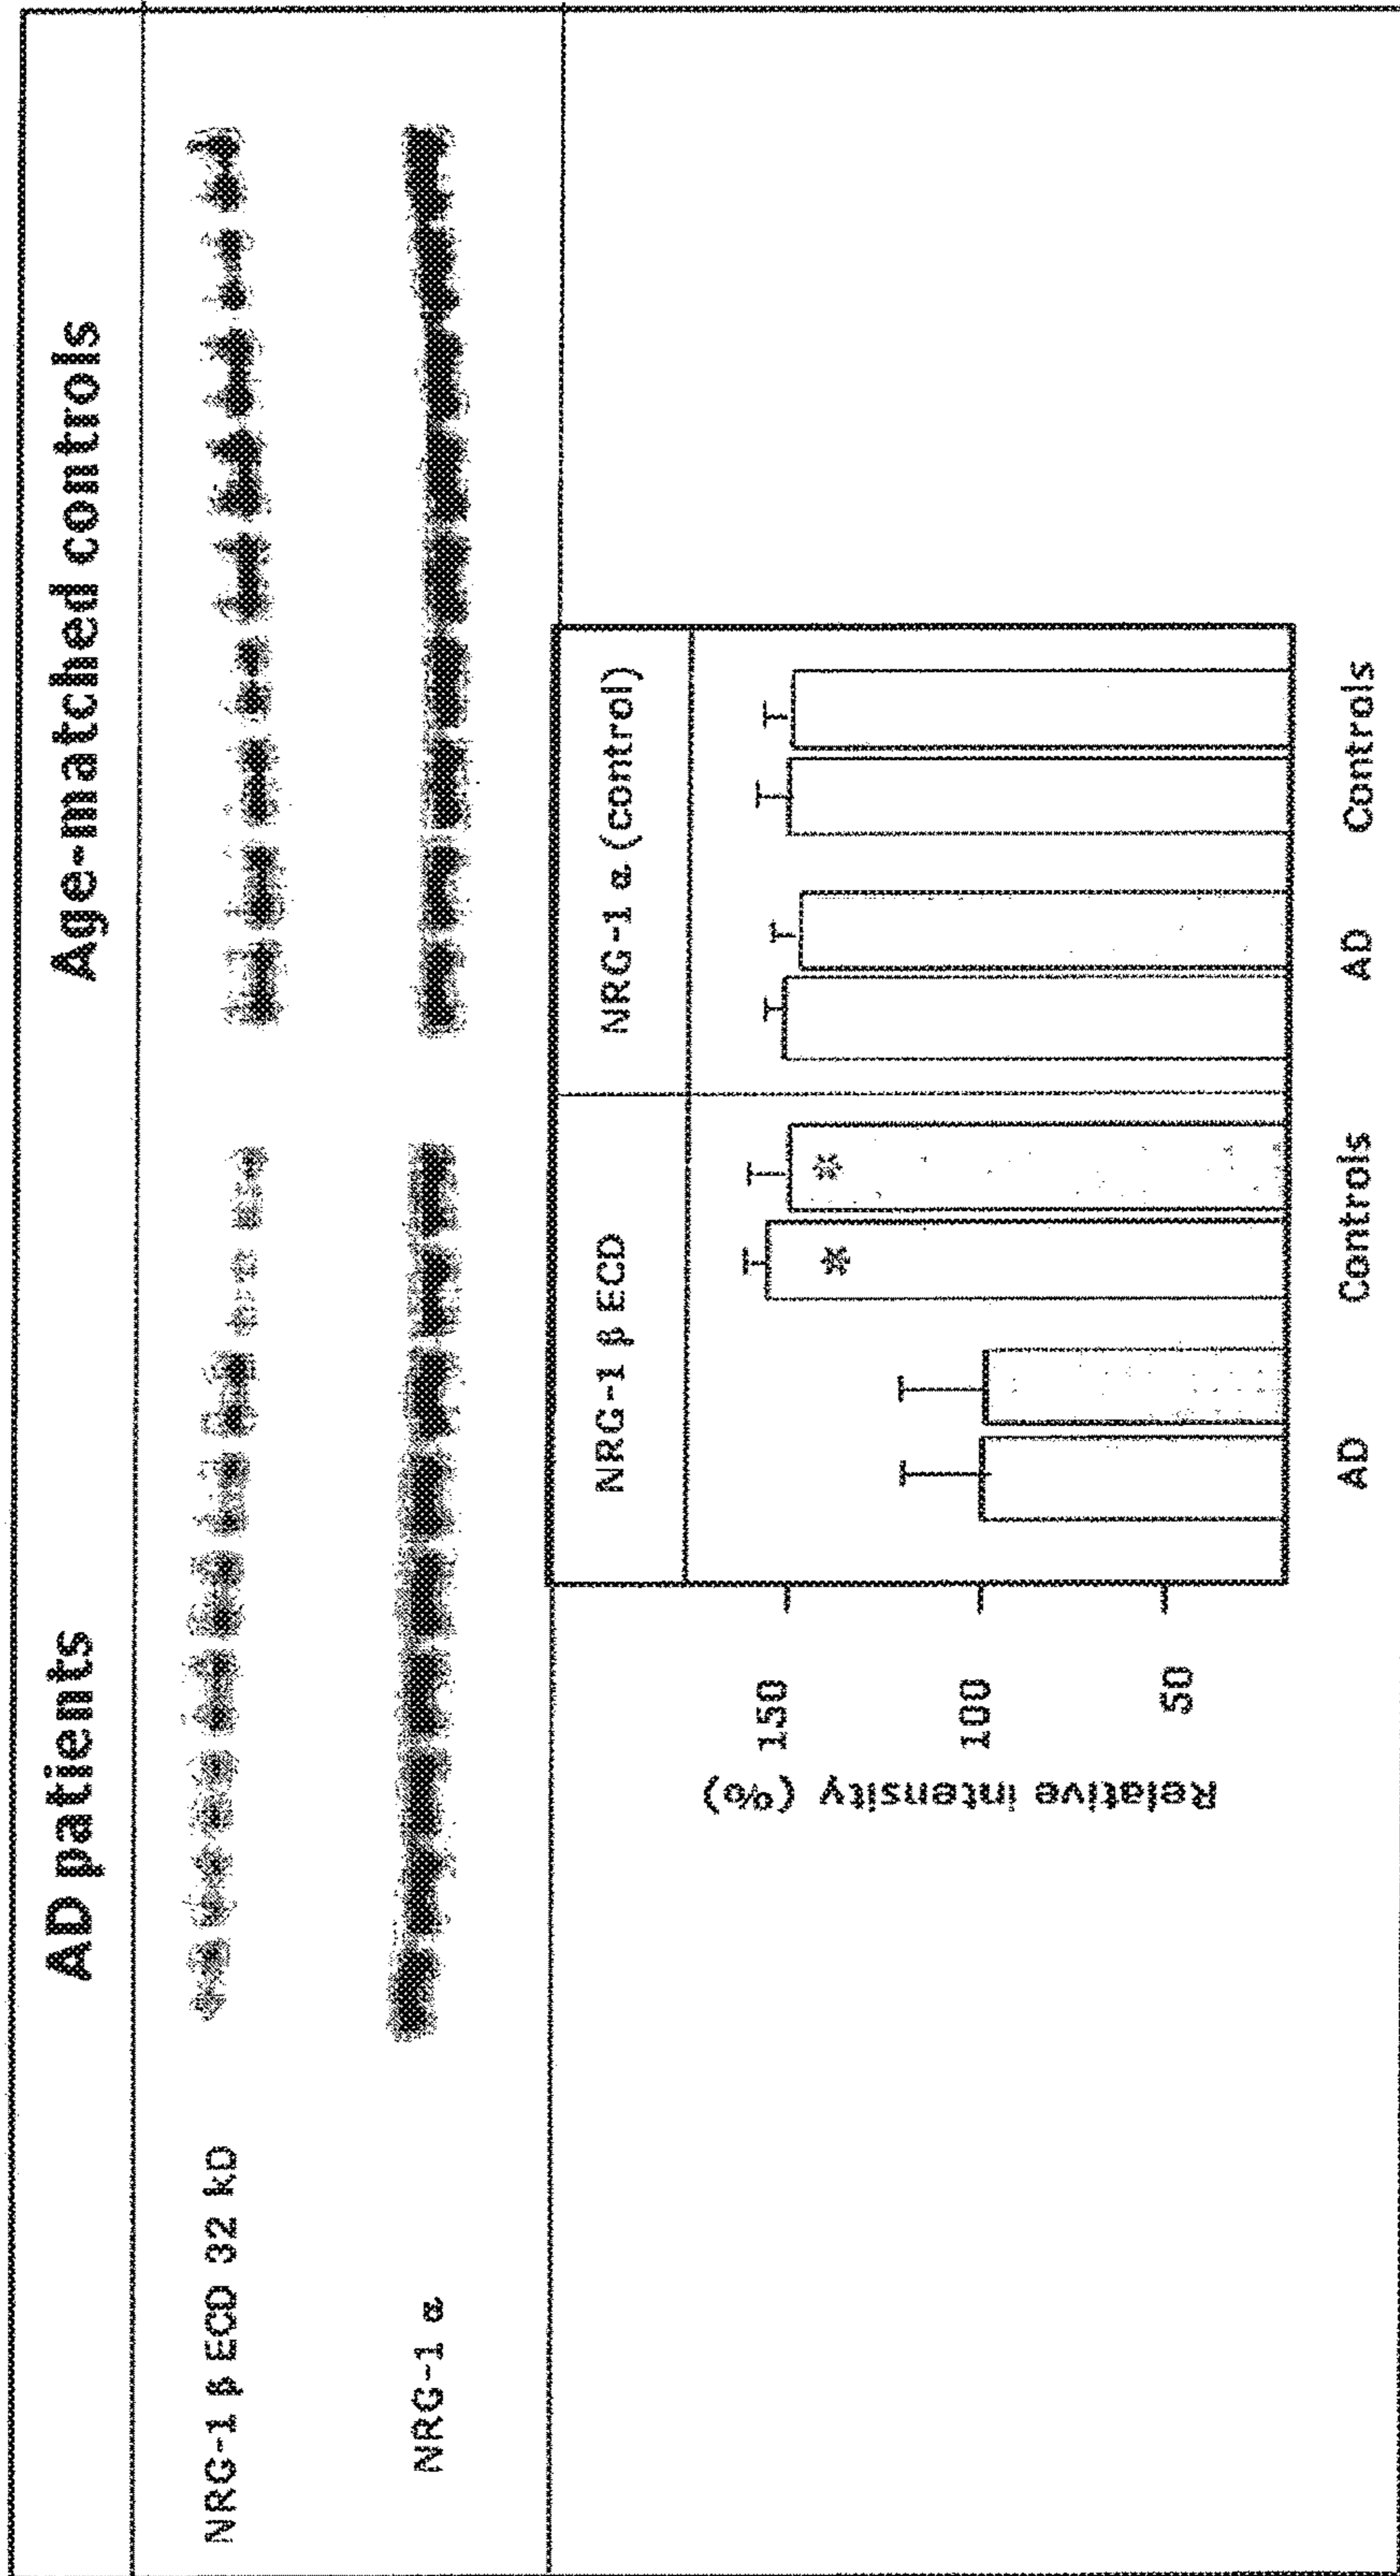 AD patients
Age-matched controls
NRG-1 β ECD 32 kD
NRG-1 α
NRG-1 β ECD
NRG-1 α (control)
Relative intensity (%)
150
100
50
*
*
AD
Controls
AD
Controls